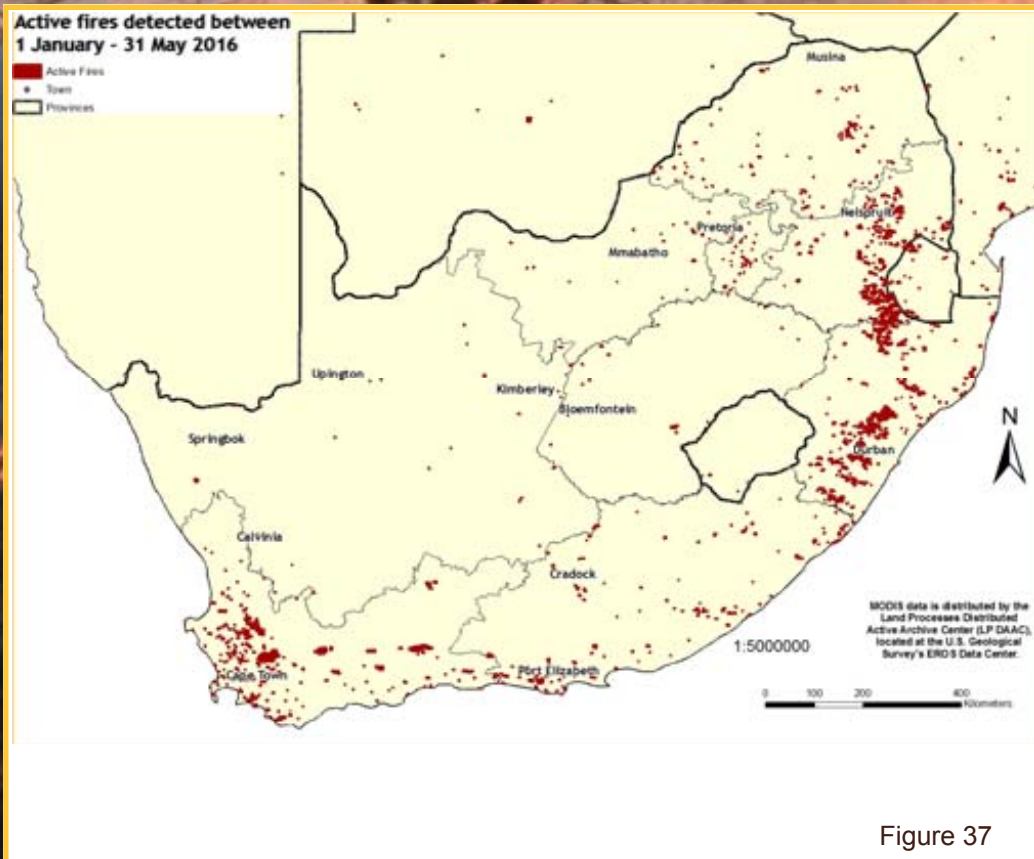 Active fires detected between
1 January - 31 May 2016
Active Fires
Town
Provinces
Musina
Nelspruit
Pretoria
Mmabatho
Upington
Kimberley
Bloemfontein
Springbok
N
Durban
Calvinia
Cradock
MODIS data is distributed by the
Land Processes Distributed
Active Archive Center (LP DAAC),
located at the U.S. Geological
Survey's EROS Data Center.
1:5000000
Port Elizabeth
Cape Town
0 100 200 400
Kilometers
Figure 37